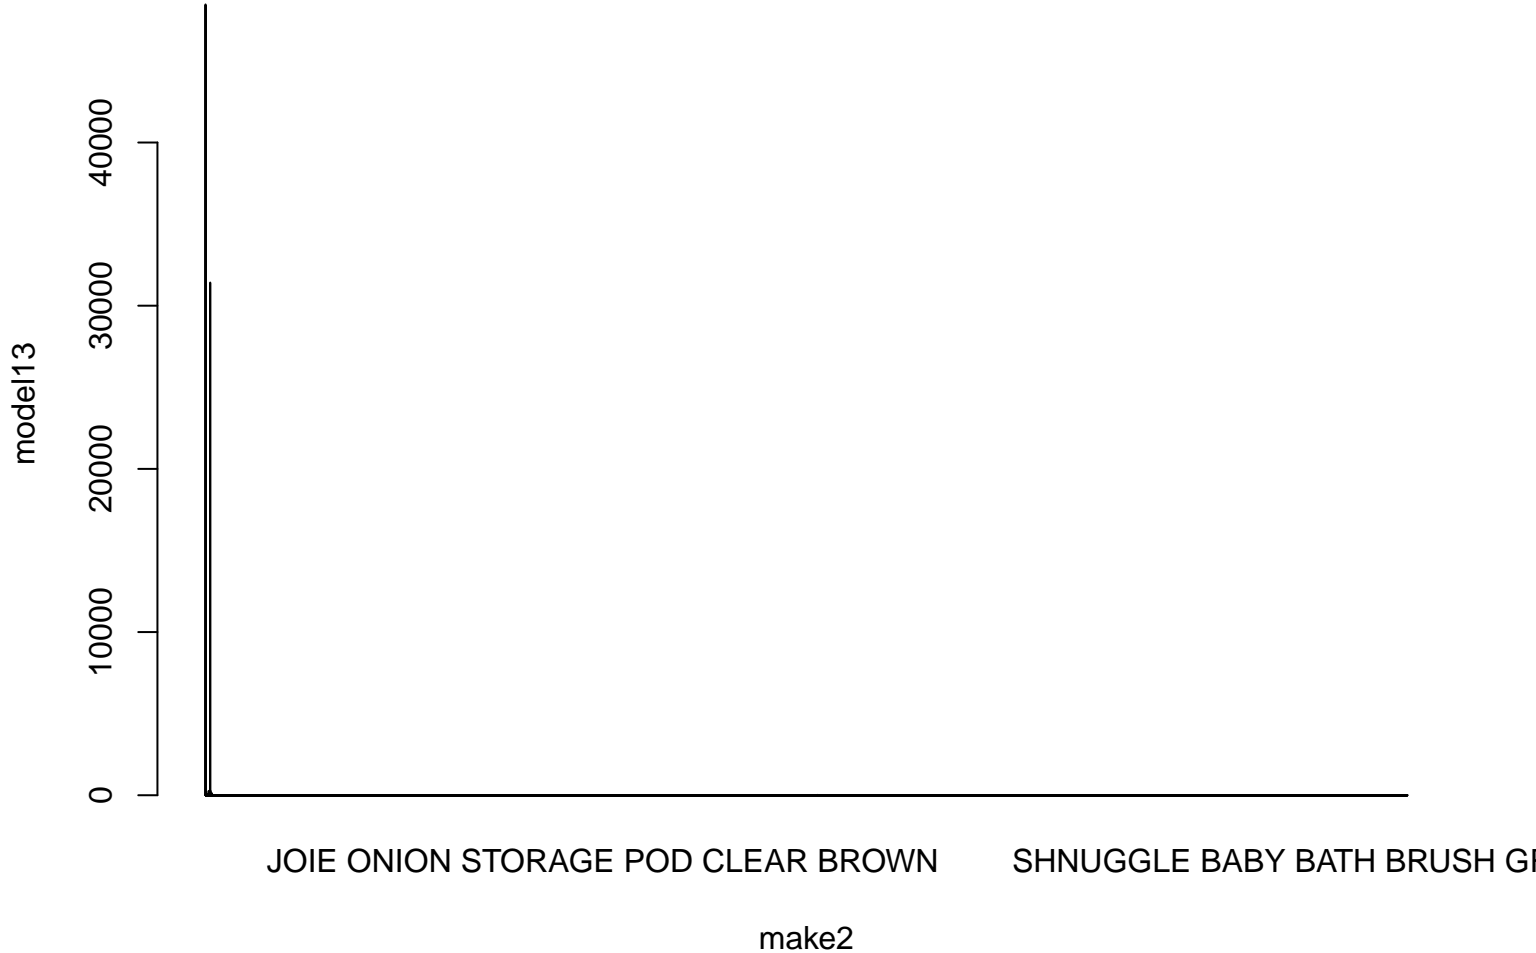 model13
40000
30000
20000
10000
0
JOIE ONION STORAGE POD CLEAR BROWN
SHNUGGLE BABY BATH BRUSH
make2